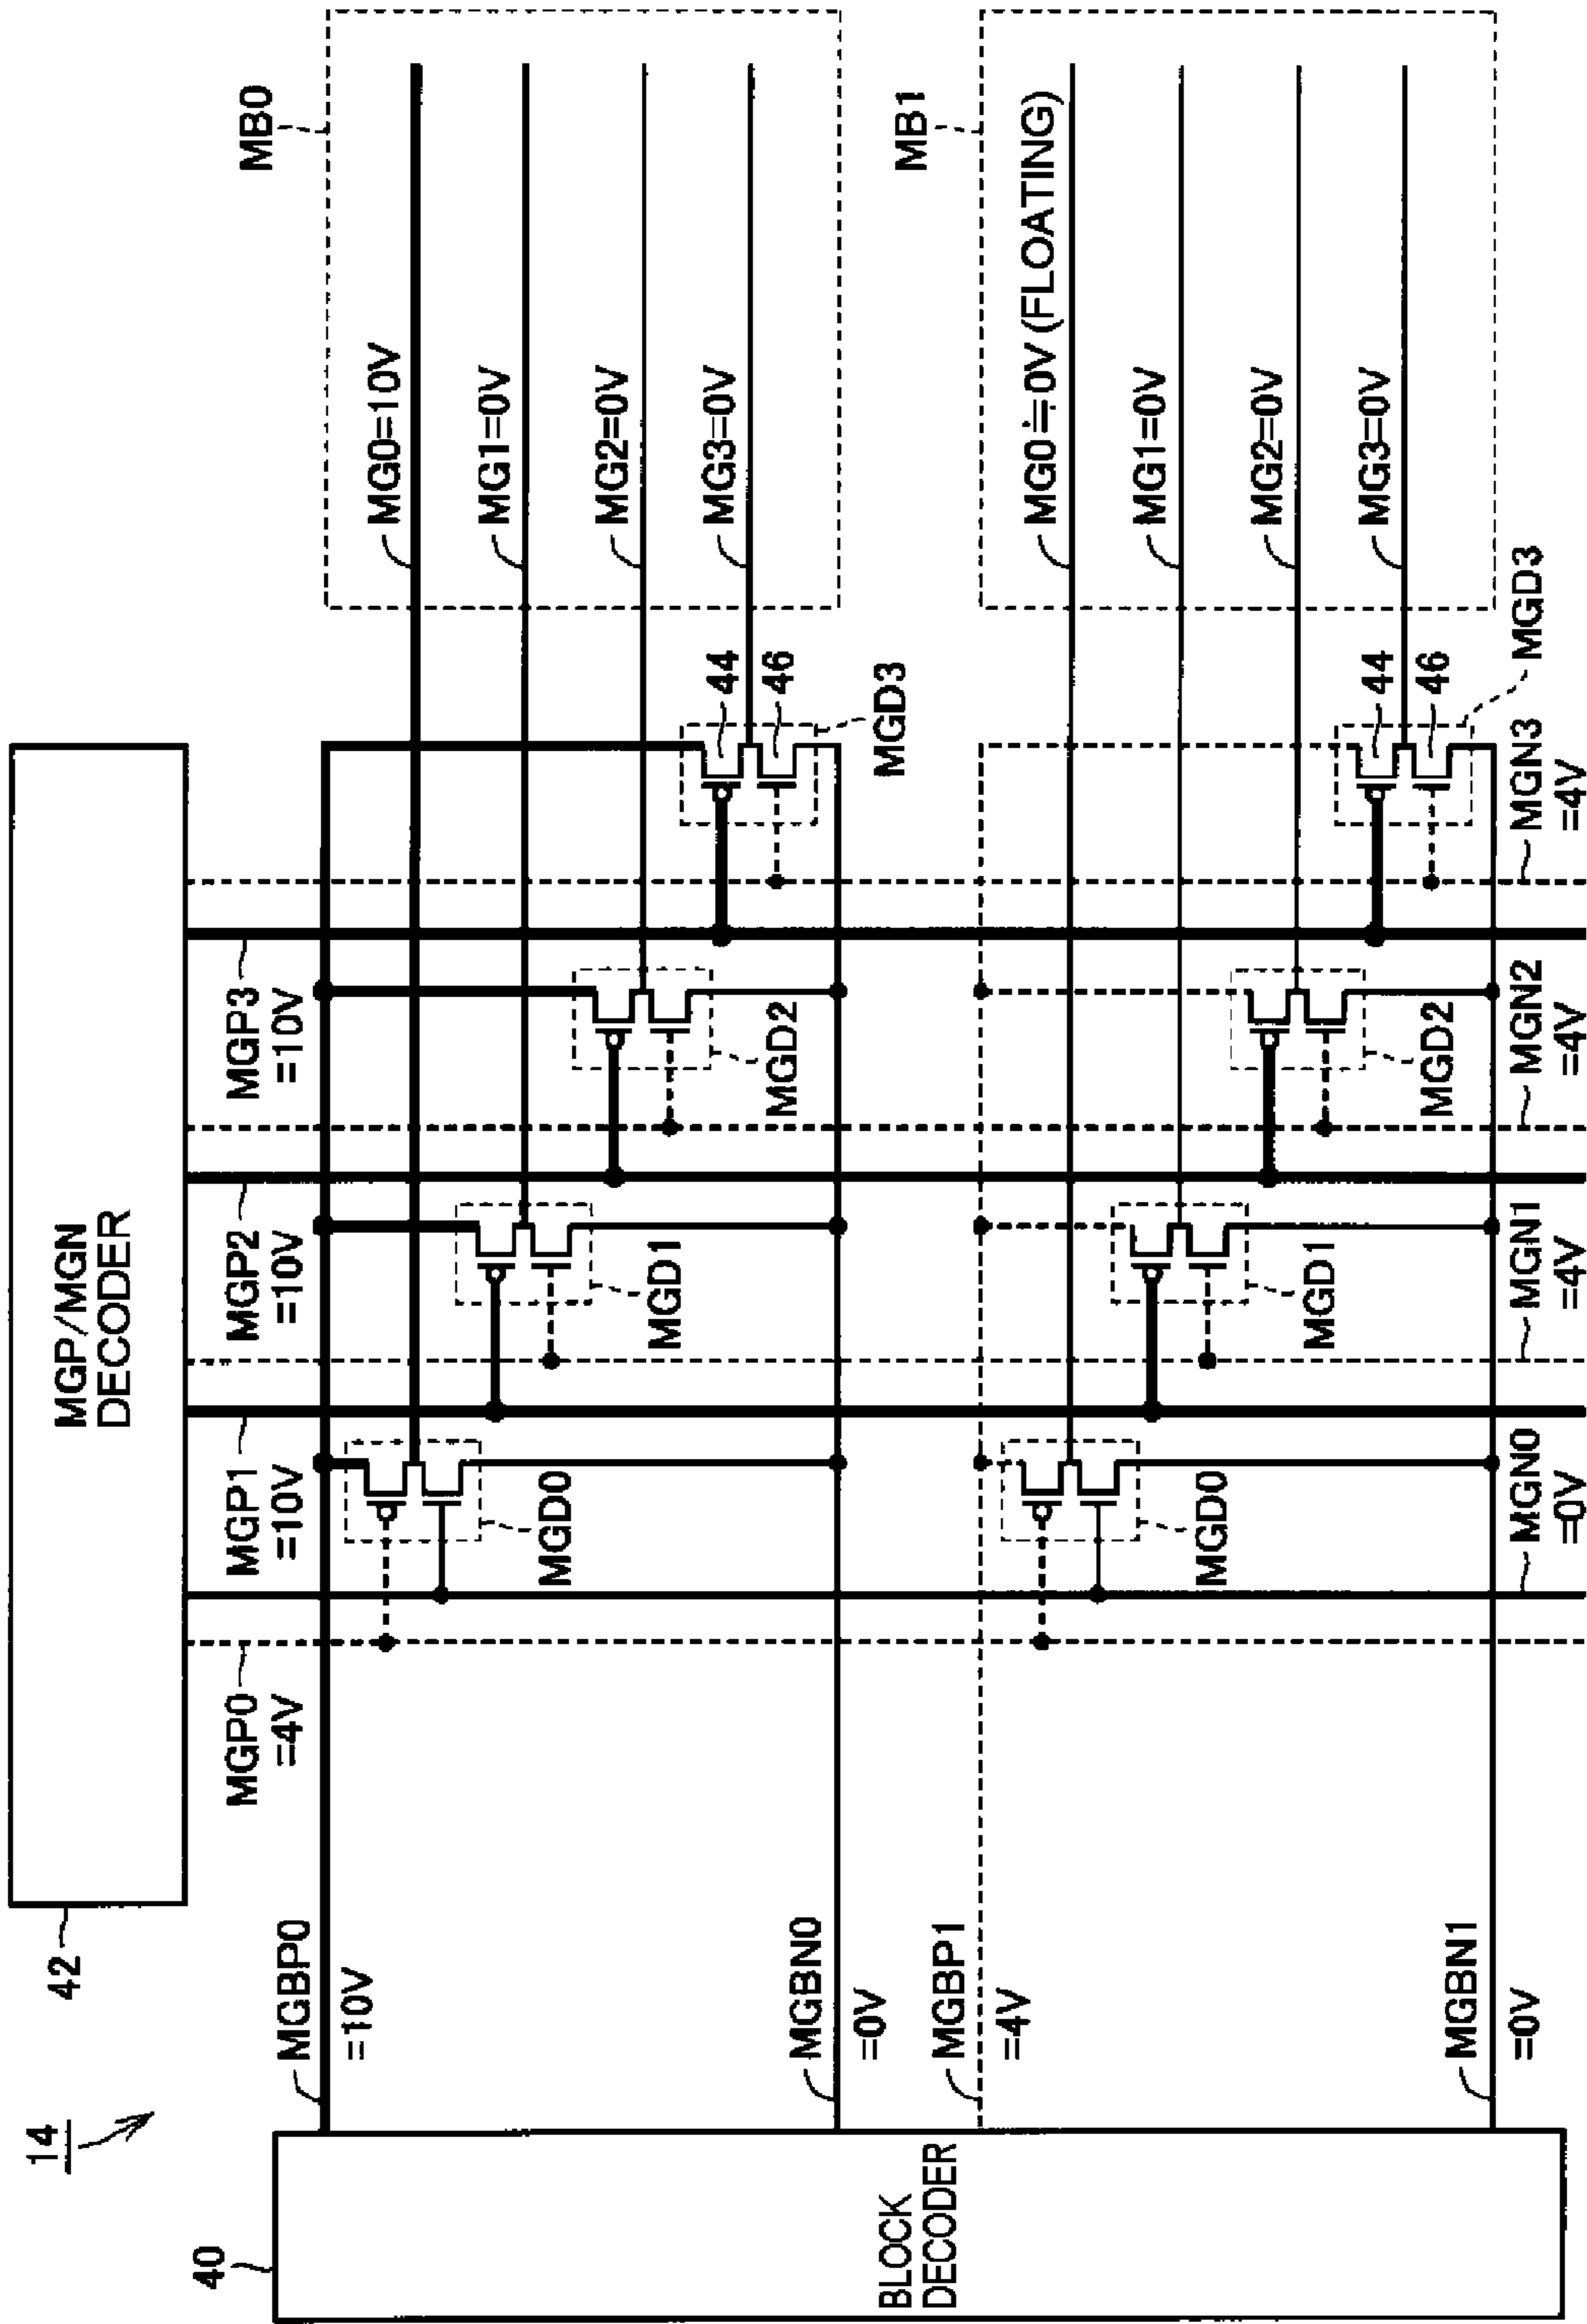 14
42
MGP/MGN
DECODER
40
BLOCK
DECODER
MGBP0
=10V
MGBN0
=0V
MGBP1
=4V
MGBN1
=0V
MGP0
=4V
MGP1
=10V
MGP2
=10V
MGP3
=10V
MB0
MG0=10V
MG1=0V
MG2=0V
MG3=0V
MGD0
MGD1
MGD2
44
46
MGD3
MB1
MG0≒0V (FLOATING)
MG1=0V
MG2=0V
MG3=0V
MGD0
MGD1
MGD2
44
46
MGD3
MGN0
=0V
MGN1
=4V
MGN2
=4V
MGN3
=4V